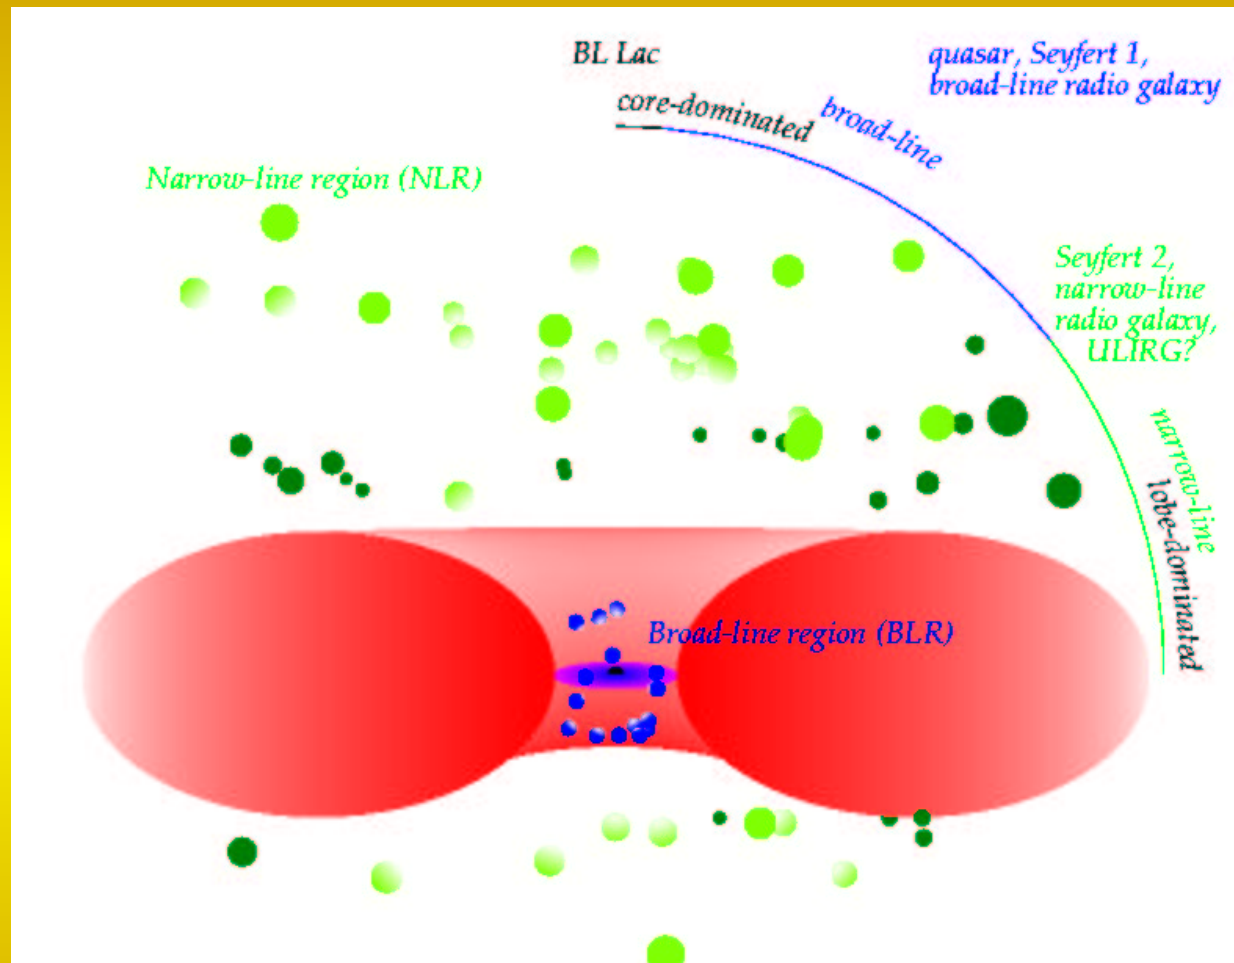 BL Lac
quasar, Seyfert 1,
broad-line radio galaxy
core-dominated
broad-line
Narrow-line region (NLR)
Seyfert 2,
narrow-line
radio galaxy,
ULIRG?
narrow-line
lobe-dominated
Broad-line region (BLR)